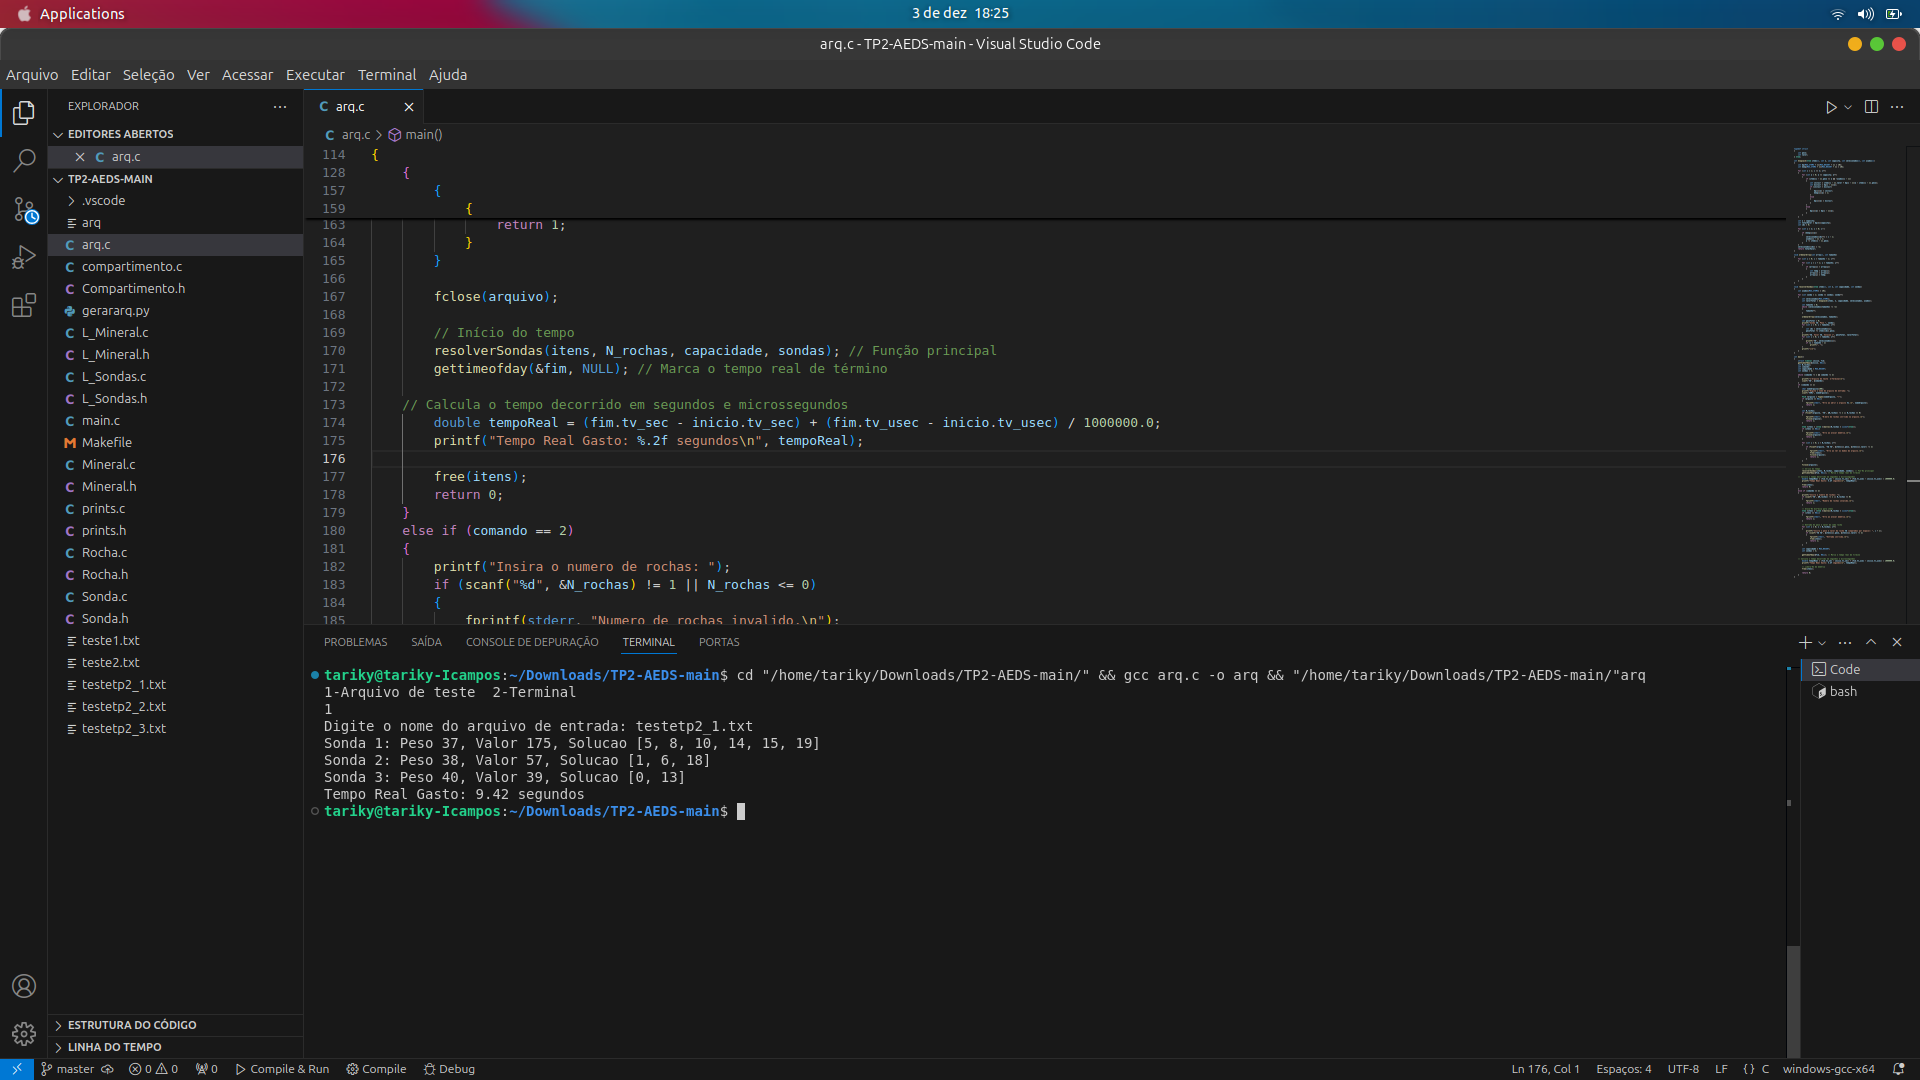 Applications
3 de dez 18:25
arq.c - TP2-AEDS-main - Visual Studio Code
Arquivo Editar Seleção Ver Acessar Executar Terminal Ajuda
EXPLORADOR
EDITORES ABERTOS
arq.c
TP2-AEDS-MAIN
.vscode
arq
arq.c
compartimento.c
Compartimento.h
gerararq.py
L_Mineral.c
L_Mineral.h
L_Sondas.c
L_Sondas.h
main.c
Makefile
Mineral.c
Mineral.h
prints.c
prints.h
Rocha.c
Rocha.h
Sonda.c
Sonda.h
teste1.txt
teste2.txt
testetp2_1.txt
testetp2_2.txt
testetp2_3.txt
ESTRUTURA DO CÓDIGO
LINHA DO TEMPO
arq.c
arq.c > main()
114 {
128 {
157 {
159 {
163 return 1;
164 }
165 }
166
167 fclose(arquivo);
168
169 // Início do tempo
170 resolverSondas(itens, N_rochas, capacidade, sondas); // Função principal
171 gettimeofday(&fim, NULL); // Marca o tempo real de término
172
173 // Calcula o tempo decorrido em segundos e microssegundos
174 double tempoReal = (fim.tv_sec - inicio.tv_sec) + (fim.tv_usec - inicio.tv_usec) / 1000000.0;
175 printf("Tempo Real Gasto: %.2f segundos\n", tempoReal);
176
177 free(itens);
178 return 0;
179 }
180 else if (comando == 2)
181 {
182 printf("Insira o numero de rochas: ");
183 if (scanf("%d", &N_rochas) != 1 || N_rochas <= 0)
184 {
185 fprintf(stderr, "Numero de rochas invalido.\n");
PROBLEMAS SAÍDA CONSOLE DE DEPURAÇÃO TERMINAL PORTAS
tariky@tariky-Icampos:~/Downloads/TP2-AEDS-main$ cd "/home/tariky/Downloads/TP2-AEDS-main/" && gcc arq.c -o arq && "/home/tariky/Downloads/TP2-AEDS-main/"arq
1-Arquivo de teste  2-Terminal
1
Digite o nome do arquivo de entrada: testetp2_1.txt
Sonda 1: Peso 37, Valor 175, Solucao [5, 8, 10, 14, 15, 19]
Sonda 2: Peso 38, Valor 57, Solucao [1, 6, 18]
Sonda 3: Peso 40, Valor 39, Solucao [0, 13]
Tempo Real Gasto: 9.42 segundos
tariky@tariky-Icampos:~/Downloads/TP2-AEDS-main$
Code
bash
master 0 0 0 Compile & Run Compile Debug
Ln 176, Col 1 Espaços: 4 UTF-8 LF {} C windows-gcc-x64